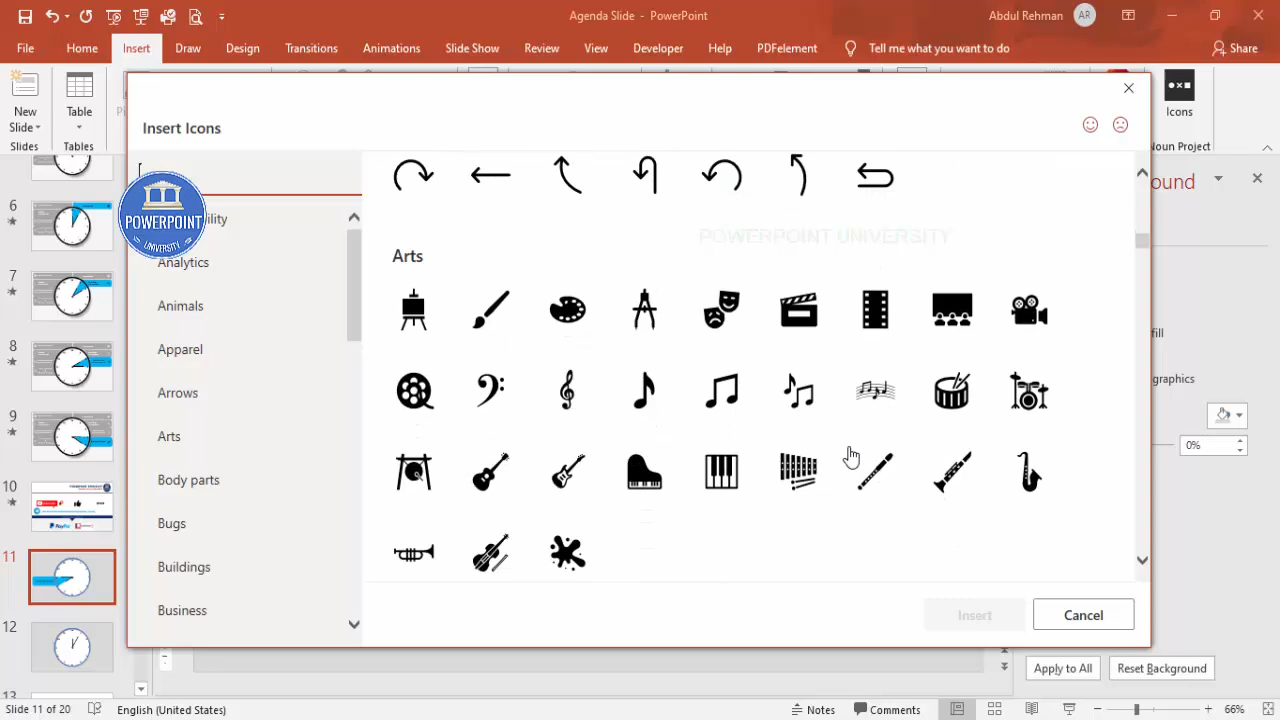 Agenda Slide - PowerPoint
Abdul Rehman
AR
File
Home
Insert
Draw
Design
Transitions
Animations
Slide Show
Review
View
Developer
Help
PDFelement
Tell me what you want to do
Share
New
Slide
Slides
Table
Tables
Icons
Noun Project
Insert Icons
POWERPOINT
UNIVERSITY
Analytics
Animals
Apparel
Arrows
Arts
Body parts
Bugs
Buildings
Business
POWERPOINT UNIVERSITY
Arts
Insert
Cancel
ound
fill
graphics
0%
6
7
8
9
10
11
12
13
PayPal
Apply to All
Reset Background
Slide 11 of 20
English (United States)
Notes
Comments
66%